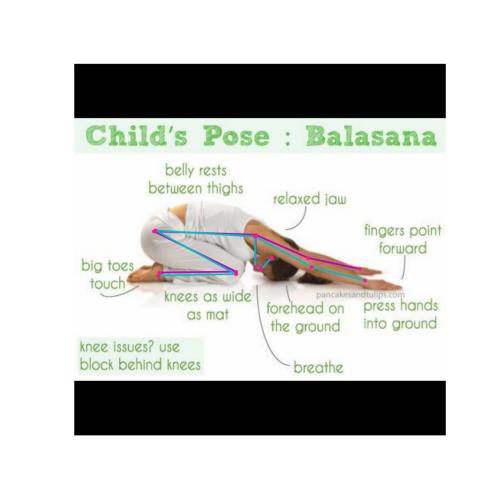 Child's Pose : Balasana
belly rests
between thighs
relaxed jaw
fingers point
forward
big toes
touch
knees as wide
as mat
pancakesandtulips.com
forehead on
the ground
press hands
into ground
knee issues? use
block behind knees
breathe